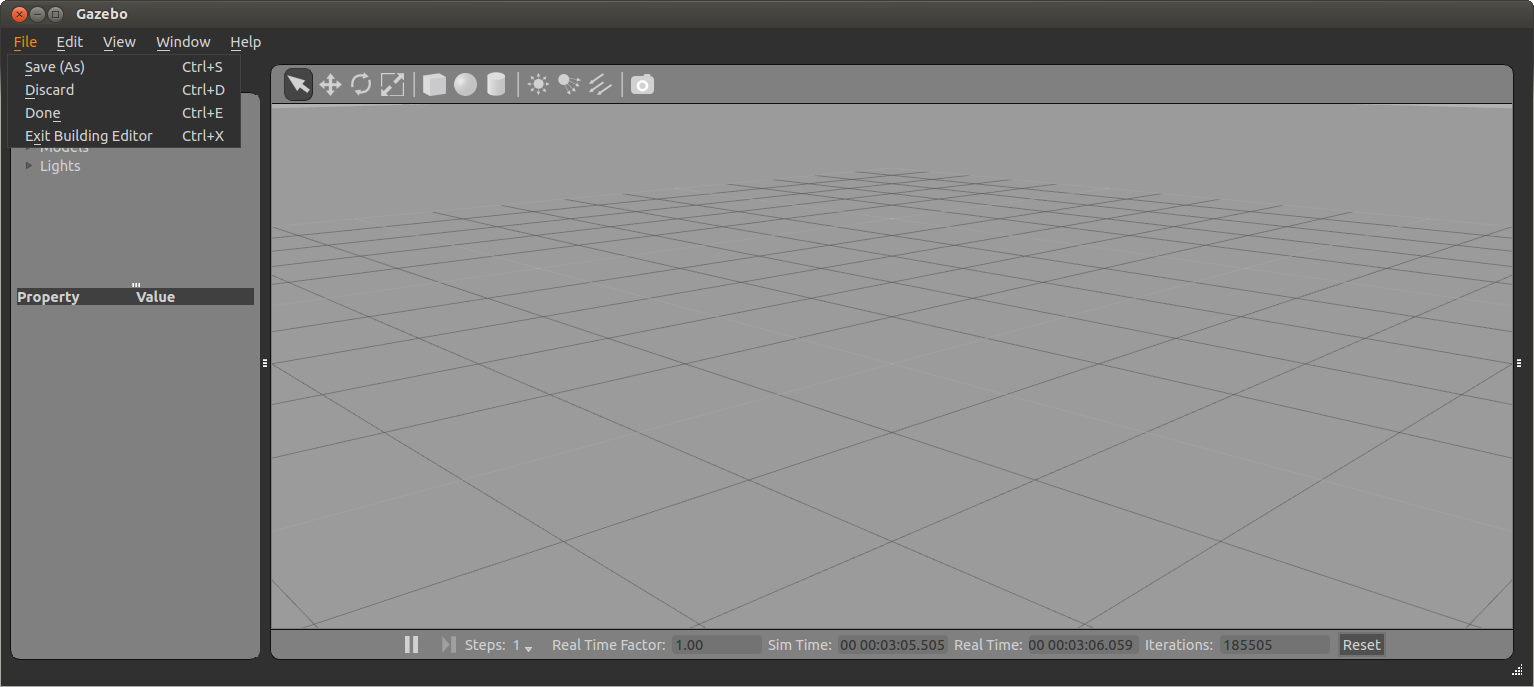 Gazebo
File Edit View Window Help
Save (As) Ctrl+S
Discard Ctrl+D
Done Ctrl+E
Exit Building Editor Ctrl+X
Models
Lights
Property Value
Steps: 1 Real Time Factor: 1.00 Sim Time: 00 00:03:05.505 Real Time: 00 00:03:06.059 Iterations: 185505 Reset